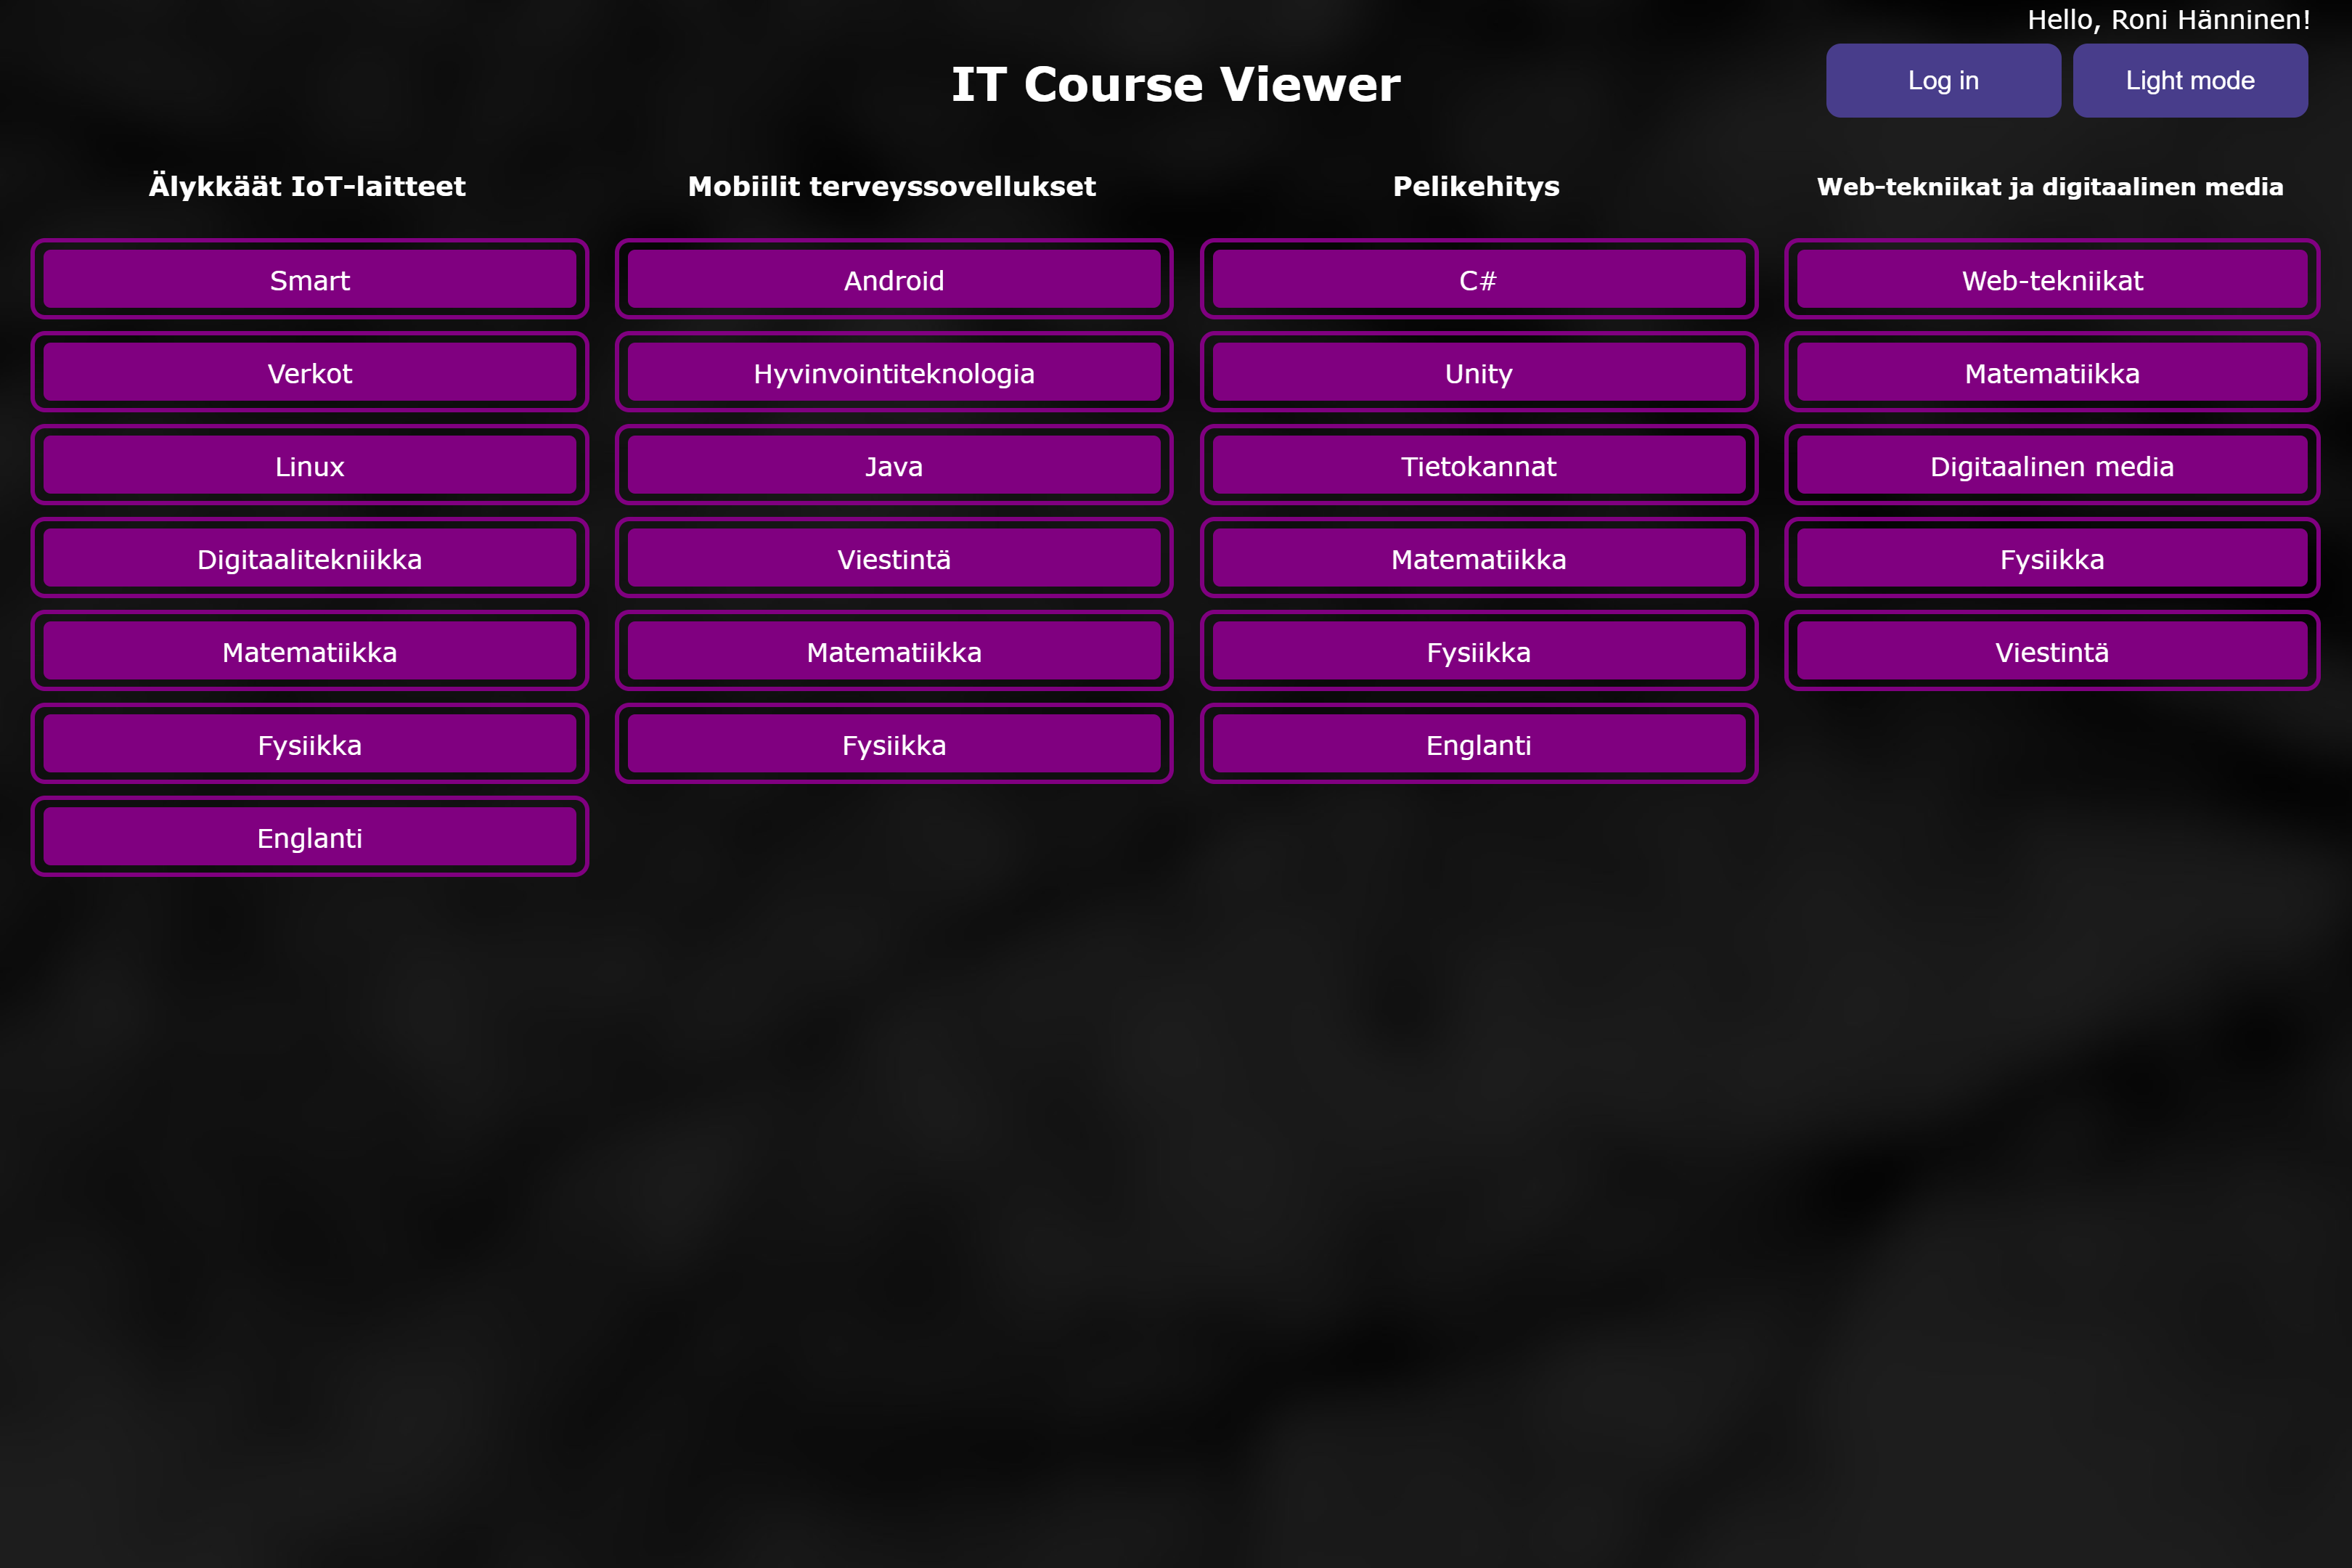 Hello, Roni Hänninen!
IT Course Viewer
Log in
Light mode
Älykkäät IoT-laitteet
Smart
Verkot
Linux
Digitaalitekniikka
Matematiikka
Fysiikka
Englanti
Mobiilit terveyssovellukset
Android
Hyvinvointiteknologia
Java
Viestintä
Matematiikka
Fysiikka
Pelikehitys
C#
Unity
Tietokannat
Matematiikka
Fysiikka
Englanti
Web-tekniikat ja digitaalinen media
Web-tekniikat
Matematiikka
Digitaalinen media
Fysiikka
Viestintä